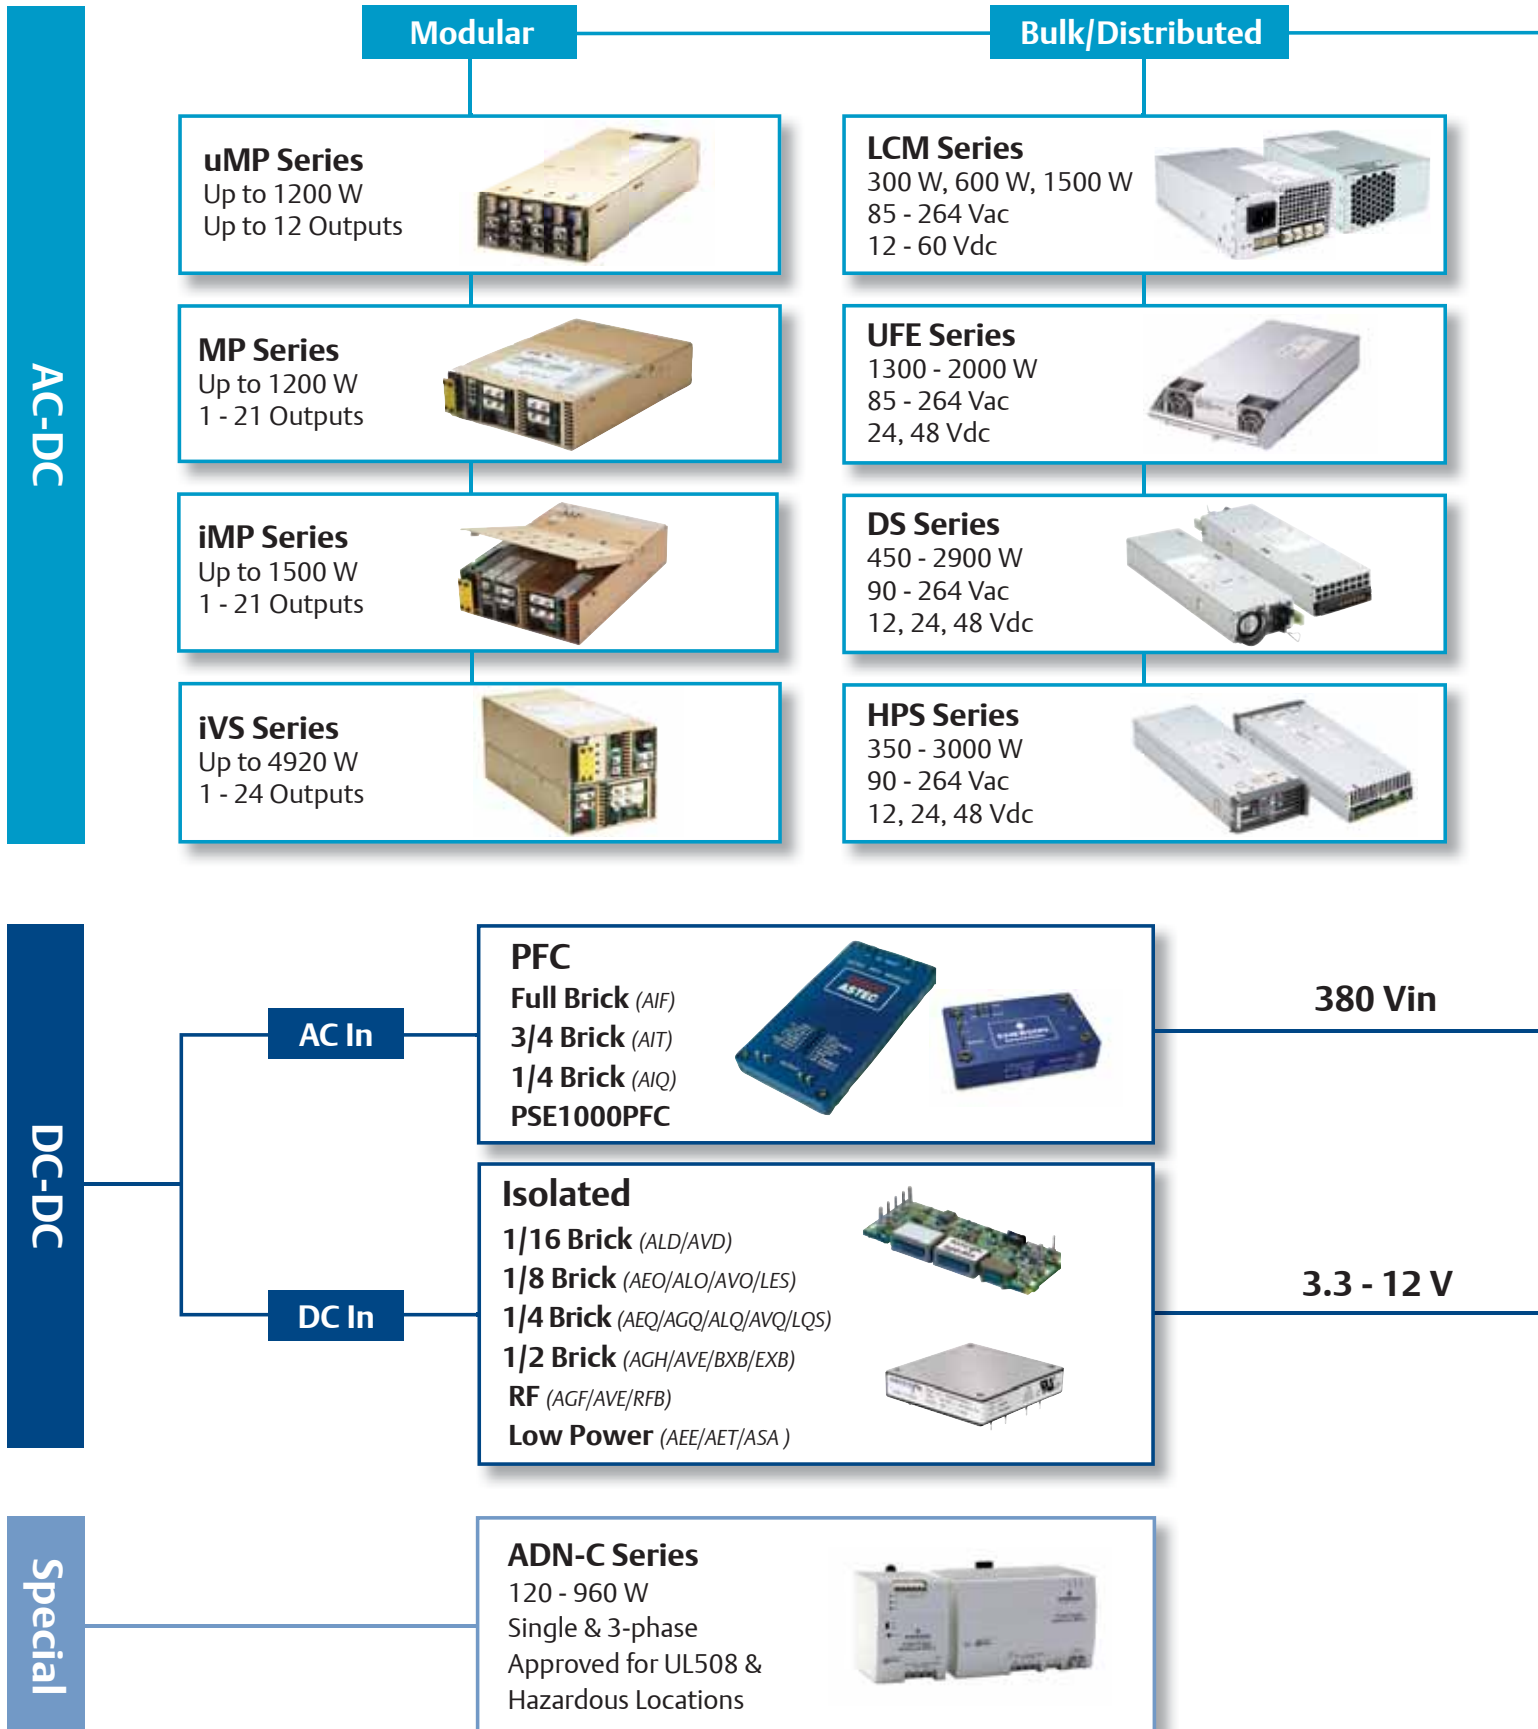 Modular
Bulk/Distributed
AC-DC
uMP Series
Up to 1200 W
Up to 12 Outputs
MP Series
Up to 1200 W
1 - 21 Outputs
iMP Series
Up to 1500 W
1 - 21 Outputs
iVS Series
Up to 4920 W
1 - 24 Outputs
LCM Series
300 W, 600 W, 1500 W
85 - 264 Vac
12 - 60 Vdc
UFE Series
1300 - 2000 W
85 - 264 Vac
24, 48 Vdc
DS Series
450 - 2900 W
90 - 264 Vac
12, 24, 48 Vdc
HPS Series
350 - 3000 W
90 - 264 Vac
12, 24, 48 Vdc
DC-DC
AC In
PFC
Full Brick (AIF)
3/4 Brick (AIT)
1/4 Brick (AIQ)
PSE1000PFC
ASTEC
380 Vin
DC In
Isolated
1/16 Brick (ALD/AVD)
1/8 Brick (AEO/ALO/AVO/LES)
1/4 Brick (AEQ/AGQ/ALQ/AVQ/LQS)
1/2 Brick (AGH/AVE/BXB/EXB)
RF (AGF/AVE/RFB)
Low Power (AEE/AET/ASA )
3.3 - 12 V
Special
ADN-C Series
120 - 960 W
Single & 3-phase
Approved for UL508 &
Hazardous Locations